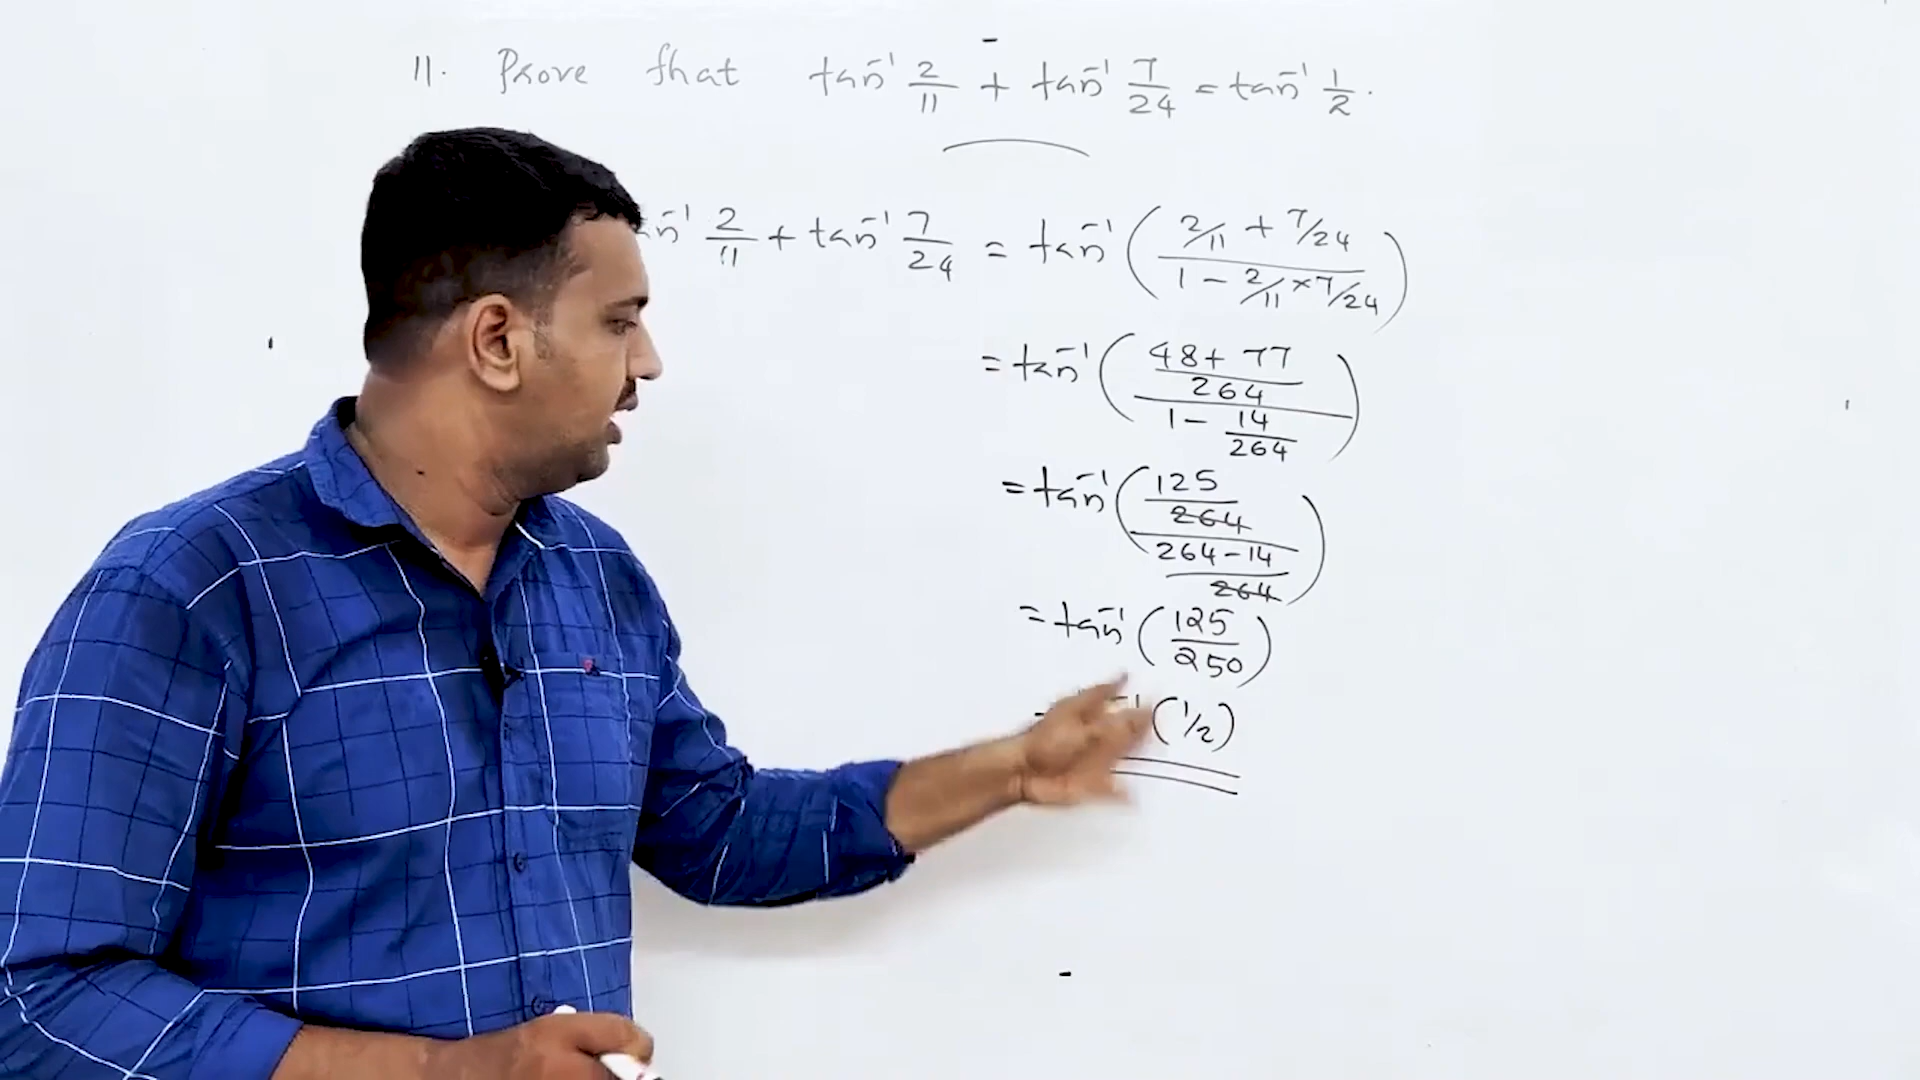 11. Prove that tan⁻¹ 2/11 + tan⁻¹ 7/24 = tan⁻¹ 1/2.
tan⁻¹ 2/11 + tan⁻¹ 7/24 = tan⁻¹ ( (2/11 + 7/24) / (1 - 2/11 × 7/24) )
= tan⁻¹ ( ((48 + 77) / 264) / (1 - 14/264) )
= tan⁻¹ ( (125 / 264) / ((264 - 14) / 264) )
= tan⁻¹ ( 125 / 250 )
(1/2)